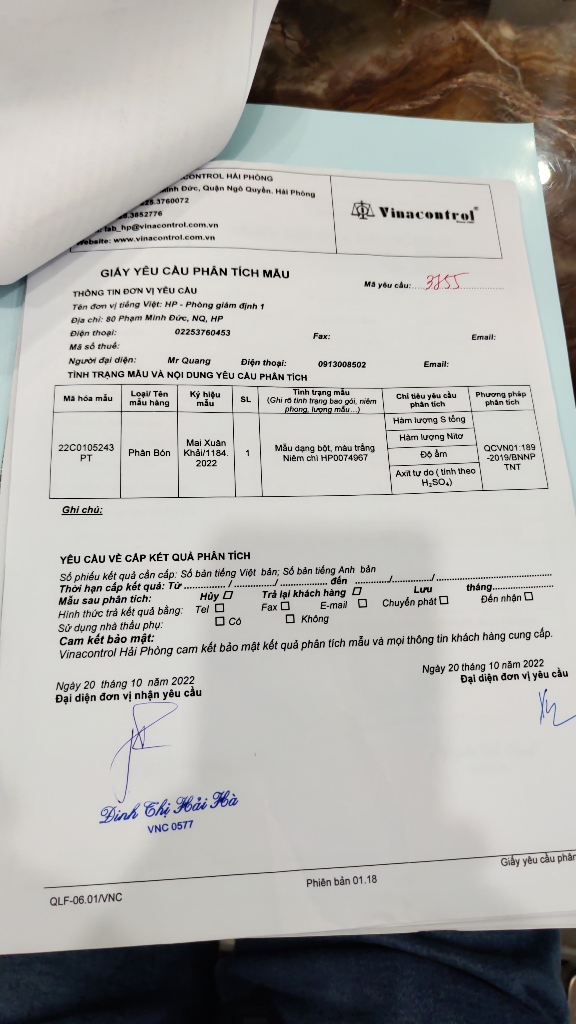 CONTROL HẢI PHÒNG
Minh Đức, Quận Ngô Quyền, Hải Phòng
3760072
3652776
lab_hp@vinacontrol.com.vn
Website: www.vinacontrol.com.vn
Vinacontrol®
GIẤY YÊU CẦU PHÂN TÍCH MẪU
Mã yêu cầu: 3755
THÔNG TIN ĐƠN VỊ YÊU CẦU
Tên đơn vị tiếng Việt: HP - Phòng giám định 1
Địa chỉ: 80 Phạm Minh Đức, NQ, HP
Điện thoại: 02253760453 Fax: Email:
Mã số thuế:
Người đại diện: Mr Quang Điện thoại: 0913008502 Email:
TÌNH TRẠNG MẪU VÀ NỘI DUNG YÊU CẦU PHÂN TÍCH
Mã hóa mẫu Loại/ Tên mẫu hàng Ký hiệu mẫu SL Tình trạng mẫu (Ghi rõ tình trạng bao gói, niêm phong, lượng mẫu...) Chỉ tiêu yêu cầu phân tích Phương pháp phân tích
22C0105243 PT Phân Bón Mai Xuân Khải/1184. 2022 1 Mẫu dạng bột, màu trắng Niêm chì HP0074967
Hàm lượng S tổng
Hàm lượng Nitơ
Độ ẩm
Axit tự do ( tính theo H₂SO₄)
QCVN01:189 -2019/BNNP TNT
Ghi chú:
YÊU CẦU VỀ CẤP KẾT QUẢ PHÂN TÍCH
Số phiếu kết quả cần cấp: Số bản tiếng Việt bản; Số bản tiếng Anh bản
Thời hạn cấp kết quả: Từ ............ / ............./ .............. đến ............/............/..............................
Mẫu sau phân tích: Hủy ☐ Trả lại khách hàng ☐ Lưu tháng...................
Hình thức trả kết quả bằng: Tel ☐ Fax ☐ E-mail ☐ Chuyển phát ☐ Đến nhận ☐
Sử dụng nhà thầu phụ: ☐ Có ☐ Không
Cam kết bảo mật:
Vinacontrol Hải Phòng cam kết bảo mật kết quả phân tích mẫu và mọi thông tin khách hàng cung cấp.
Ngày 20 tháng 10 năm 2022
Đại diện đơn vị nhận yêu cầu
Ngày 20 tháng 10 năm 2022
Đại diện đơn vị yêu cầu
Đinh Thị Hải Hà
VNC 0577
QLF-06.01/VNC
Phiên bản 01.18
Giấy yêu cầu phân